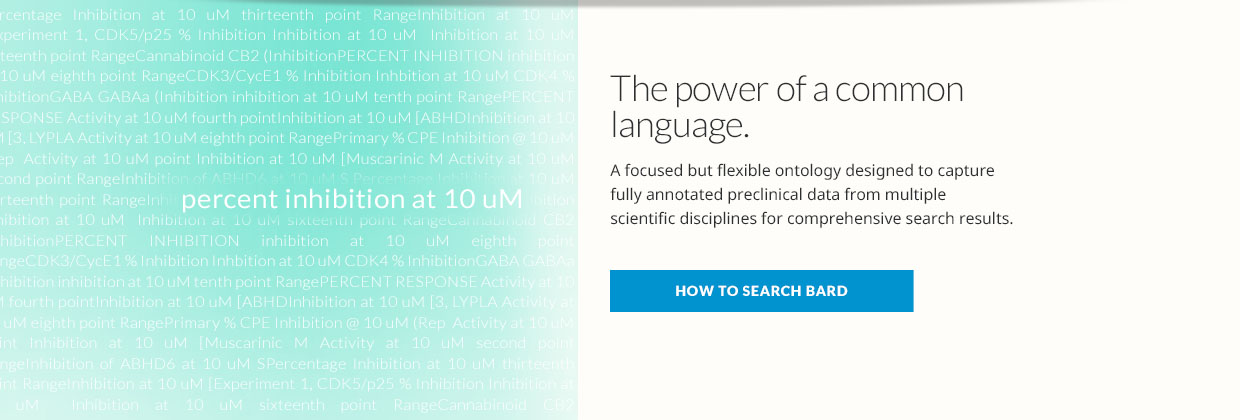 rcentage Inhibition at 10 uM thirteenth point RangeInhibition at 10 uM
xperiment 1, CDK5/p25 % Inhibition Inhibition at 10 uM Inhibition at 10
teenth point RangeCannabinoid CB2 (InhibitionPERCENT INHIBITION inhibition
10 uM eighth point RangeCDK3/CycE1 % Inhibition Inhbition at 10 uM CDK4 %
hibitionGABA GABAa (Inhibition inhibition at 10 uM tenth point RangePERCENT
SPONSE Activity at 10 uM fourth pointInhibition at 10 uM [ABHDInhibition at 10
M [3, LYPLA Activity at 10 uM eighth point RangePrimary % CPE Inhibition @ 10 uM
ep Activity at 10 uM point Inhibition at 10 uM [Muscarinic M Activity at 10 uM
cond point RangeInhibition of ABHD6 at 10 uM S Percentage Inhibition at 10 uM
irteenth point RangeInhib
percent inhibition at 10 uM
ibition
hibition at 10 uM Inhibition at 10 uM sixteenth point RangeCannabinoid CB2
hibitionPERCENT INHIBITION inhibition at 10 uM eighth point
ngeCDK3/CycE1 % Inhibition Inhbition at 10 uM CDK4 % InhibitionGABA GABAa
hibition inhibition at 10 uM tenth point RangePERCENT RESPONSE Activity at 10
M fourth pointInhibition at 10 uM [ABHDInhibition at 10 uM [3, LYPLA Activity at
uM eighth point RangePrimary % CPE Inhibition @ 10 uM (Rep Activity at 10 uM
int Inhibition at 10 uM [Muscarinic M Activity at 10 uM second point
ngeInhibition of ABHD6 at 10 uM SPercentage Inhibition at 10 uM thirteenth
int RangeInhibition at 10 uM [Experiment 1, CDK5/p25 % Inhibition Inhibition at
uM Inhibition at 10 uM sixteenth point RangeCannabinoid CB2
The power of a common
language.
A focused but flexible ontology designed to capture
fully annotated preclinical data from multiple
scientific disciplines for comprehensive search results.
HOW TO SEARCH BARD